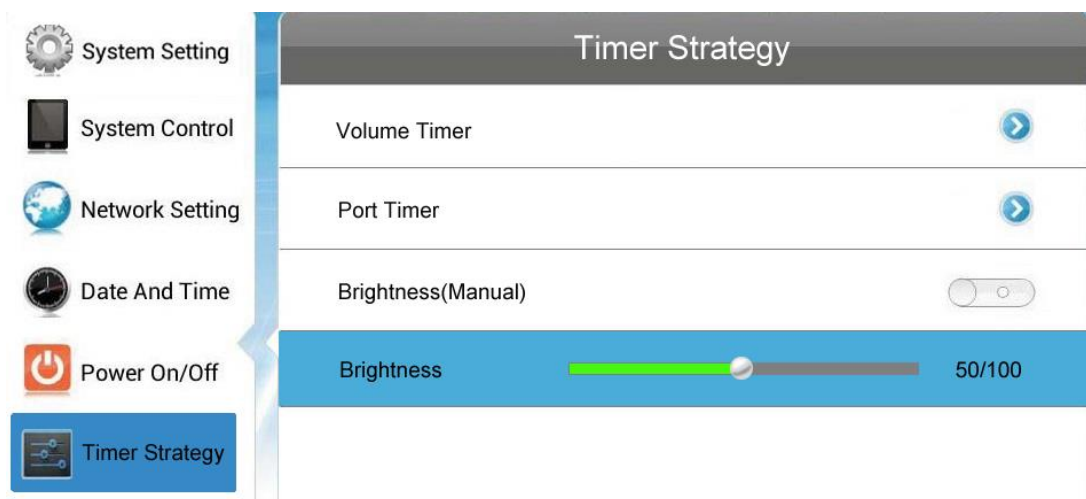 System Setting
System Control
Network Setting
Date And Time
Power On/Off
Timer Strategy
Timer Strategy
Volume Timer
Port Timer
Brightness(Manual)
Brightness 50/100